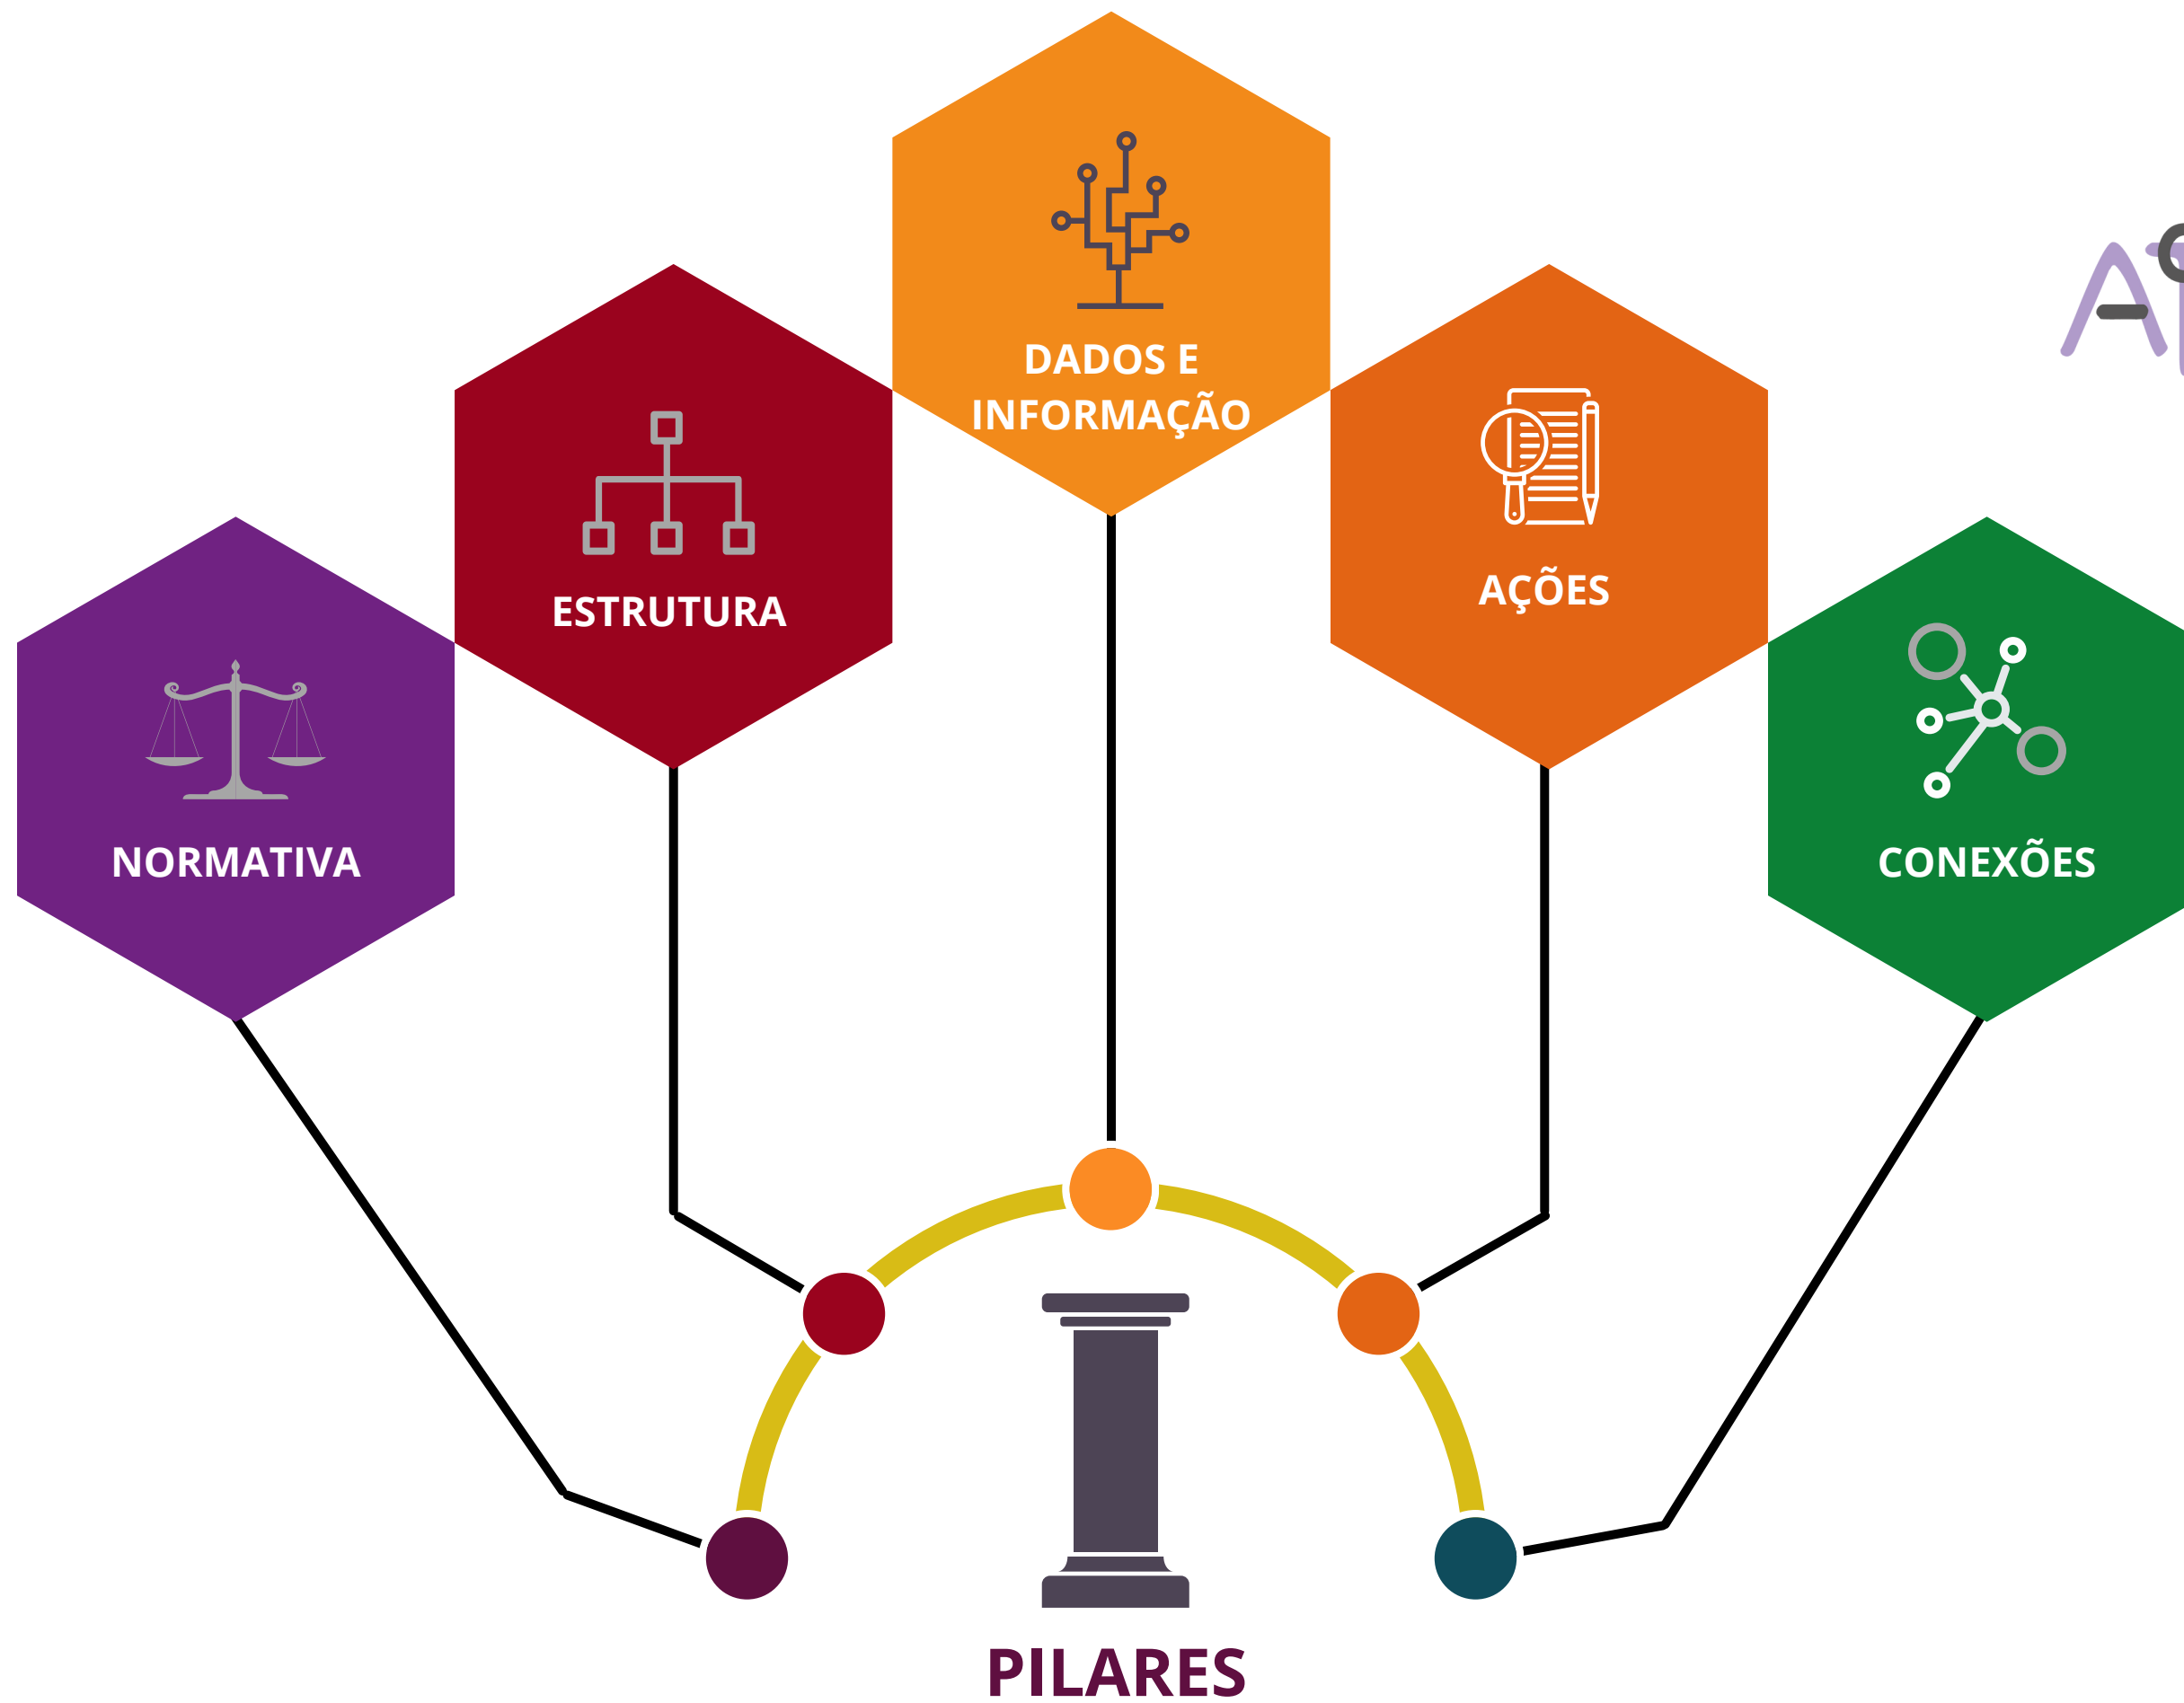 DADOS E
INFORMAÇÃO
ESTRUTURA
AÇÕES
NORMATIVA
CONEXÕES
PILARES